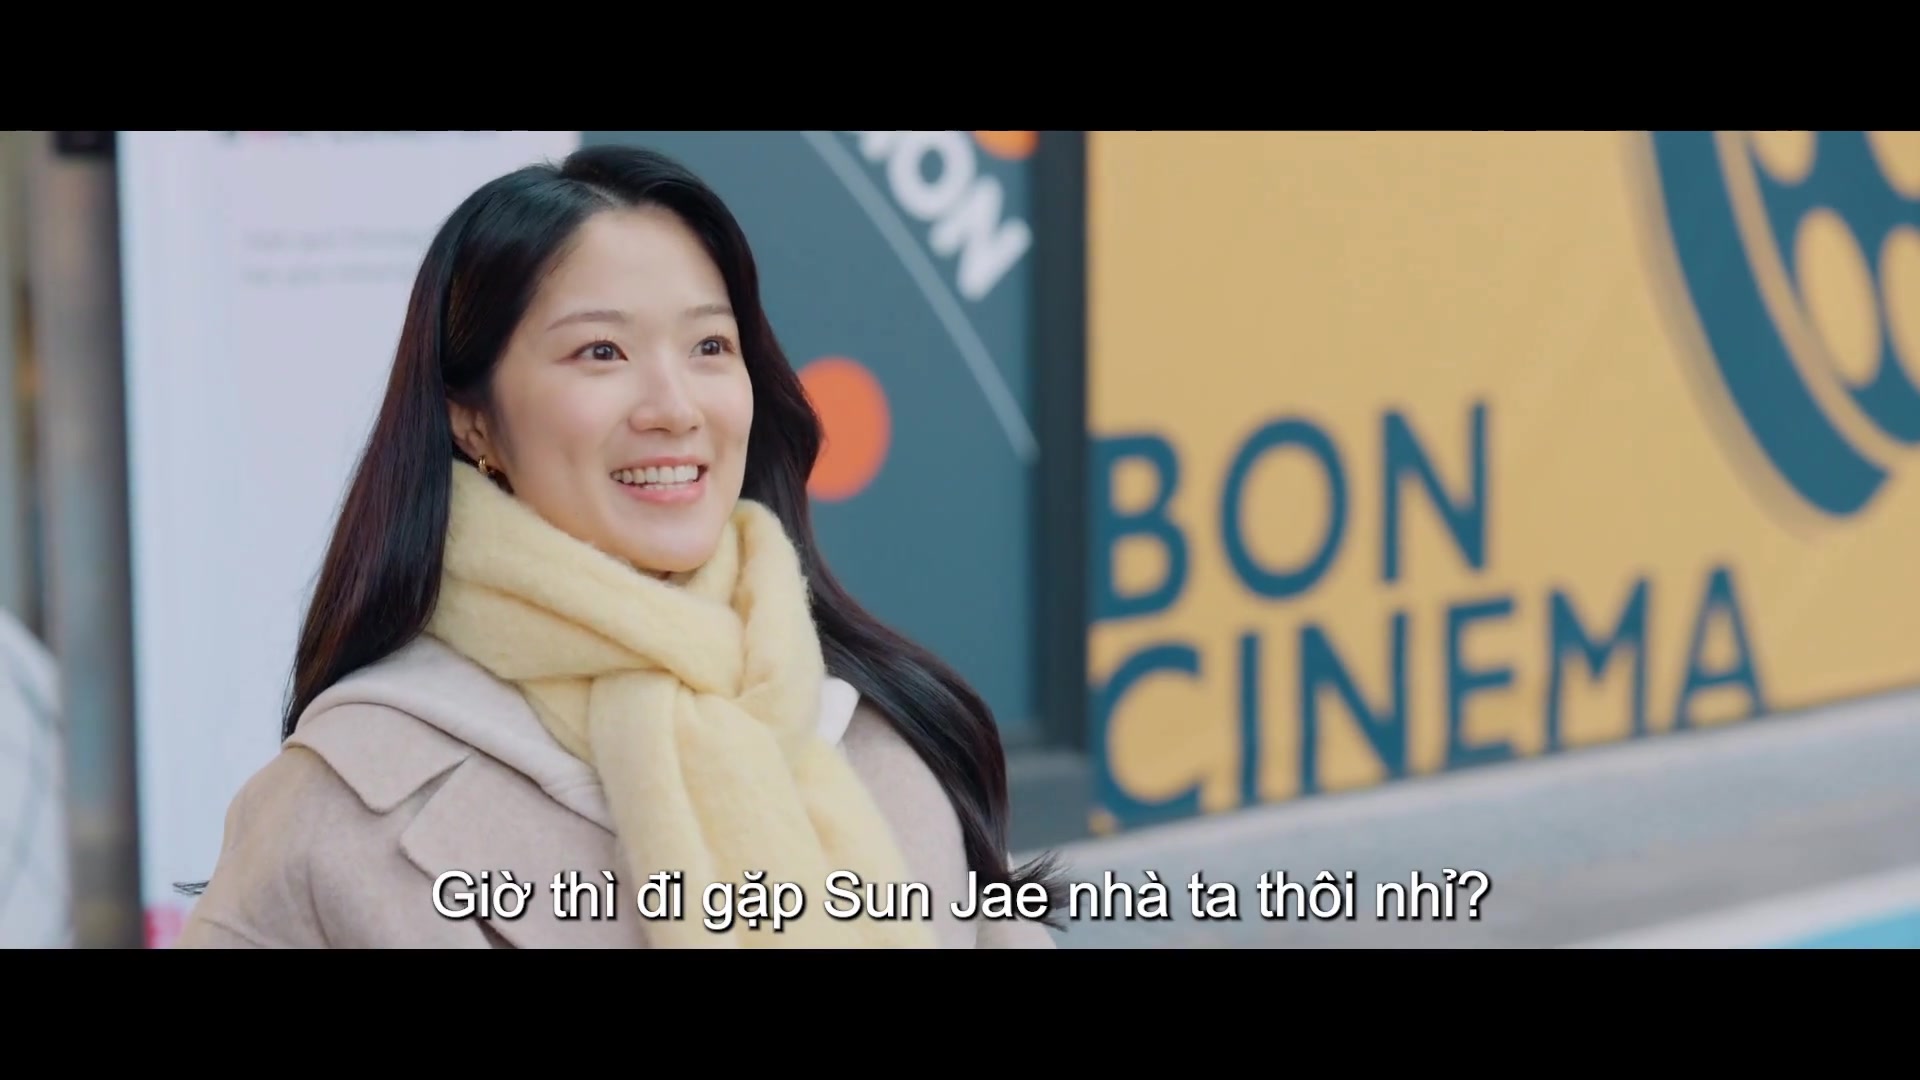 BON
CINEMA
Giờ thì đi gặp Sun Jae nhà ta thôi nhỉ?